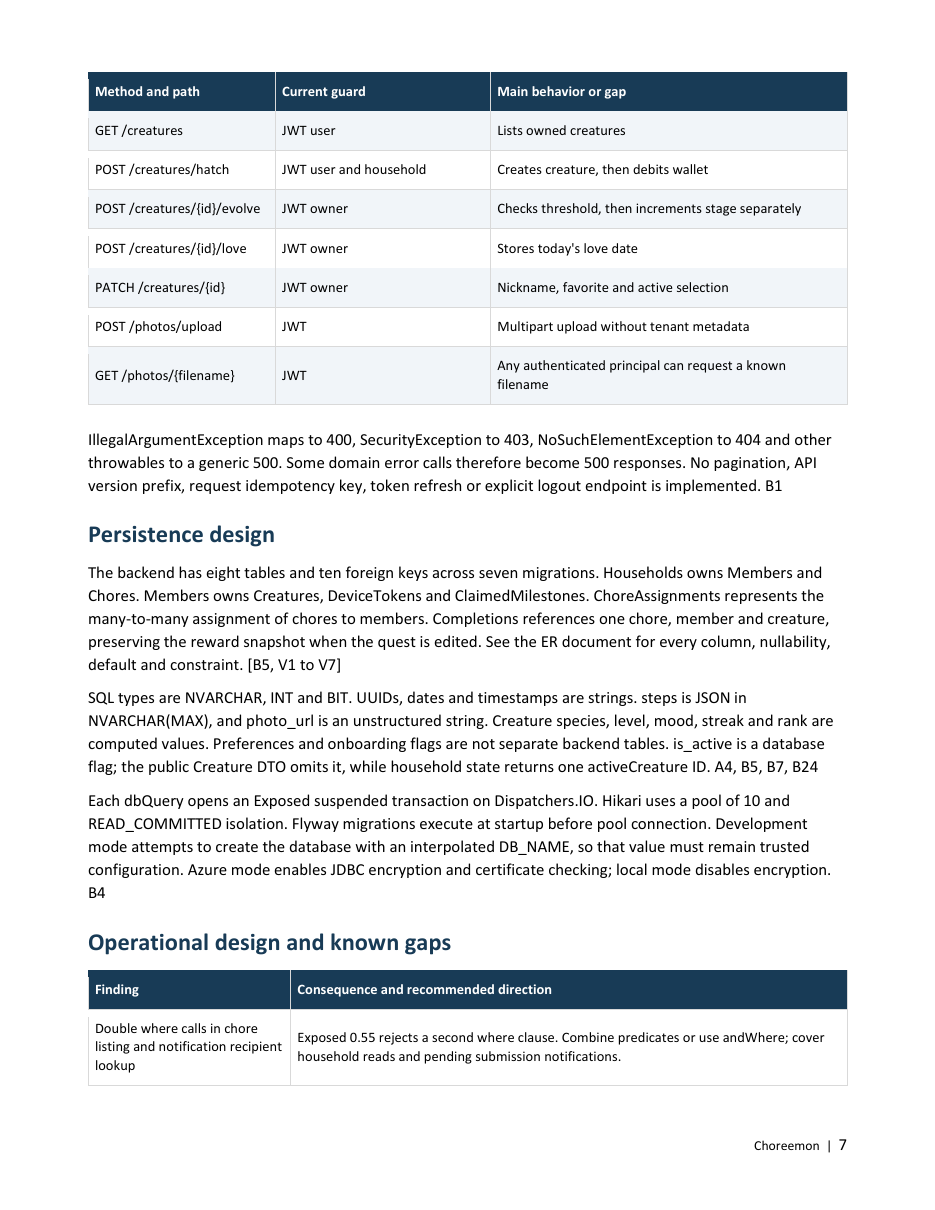 Method and path Current guard Main behavior or gap
GET /creatures JWT user Lists owned creatures
POST /creatures/hatch JWT user and household Creates creature, then debits wallet
POST /creatures/{id}/evolve JWT owner Checks threshold, then increments stage separately
POST /creatures/{id}/love JWT owner Stores today's love date
PATCH /creatures/{id} JWT owner Nickname, favorite and active selection
POST /photos/upload JWT Multipart upload without tenant metadata
GET /photos/{filename} JWT Any authenticated principal can request a known
filename
IllegalArgumentException maps to 400, SecurityException to 403, NoSuchElementException to 404 and other
throwables to a generic 500. Some domain error calls therefore become 500 responses. No pagination, API
version prefix, request idempotency key, token refresh or explicit logout endpoint is implemented. B1
Persistence design
The backend has eight tables and ten foreign keys across seven migrations. Households owns Members and
Chores. Members owns Creatures, DeviceTokens and ClaimedMilestones. ChoreAssignments represents the
many-to-many assignment of chores to members. Completions references one chore, member and creature,
preserving the reward snapshot when the quest is edited. See the ER document for every column, nullability,
default and constraint. [B5, V1 to V7]
SQL types are NVARCHAR, INT and BIT. UUIDs, dates and timestamps are strings. steps is JSON in
NVARCHAR(MAX), and photo_url is an unstructured string. Creature species, level, mood, streak and rank are
computed values. Preferences and onboarding flags are not separate backend tables. is_active is a database
flag; the public Creature DTO omits it, while household state returns one activeCreature ID. A4, B5, B7, B24
Each dbQuery opens an Exposed suspended transaction on Dispatchers.IO. Hikari uses a pool of 10 and
READ_COMMITTED isolation. Flyway migrations execute at startup before pool connection. Development
mode attempts to create the database with an interpolated DB_NAME, so that value must remain trusted
configuration. Azure mode enables JDBC encryption and certificate checking; local mode disables encryption.
B4
Operational design and known gaps
Finding Consequence and recommended direction
Double where calls in chore
listing and notification recipient
lookup
Exposed 0.55 rejects a second where clause. Combine predicates or use andWhere; cover
household reads and pending submission notifications.
Choreemon | 7